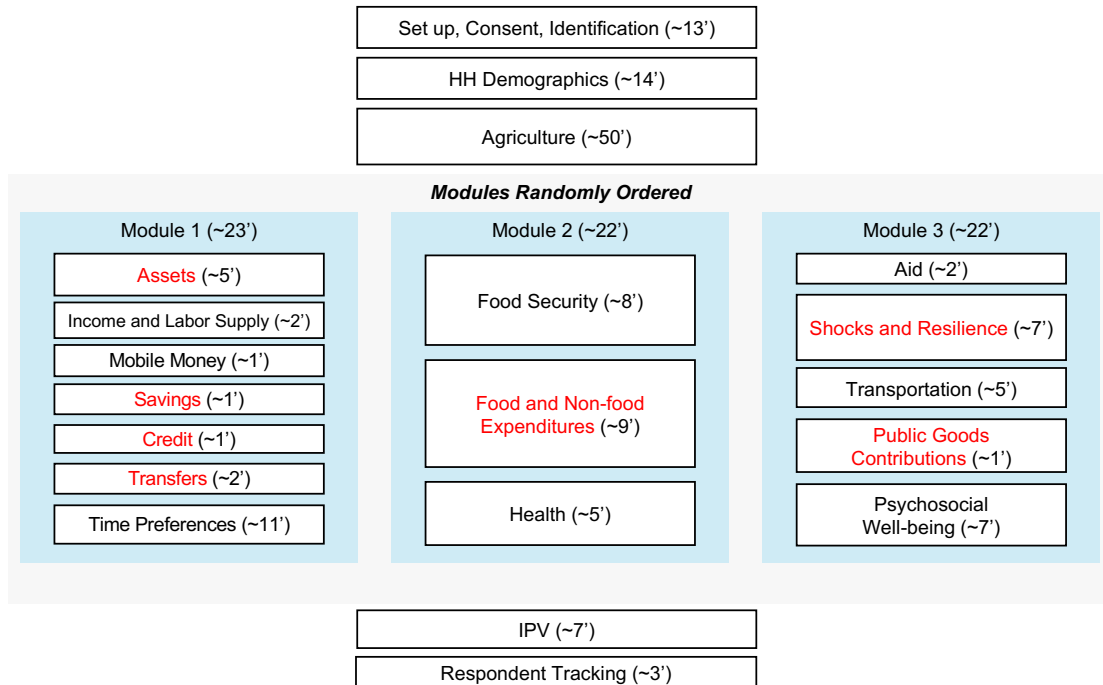 Set up, Consent, Identification (~13’)
HH Demographics (~14’)
Agriculture (~50’)
Modules Randomly Ordered
Module 1 (~23’)
Assets (~5’)
Income and Labor Supply (~2’)
Mobile Money (~1’)
Savings (~1’)
Credit (~1’)
Transfers (~2’)
Time Preferences (~11’)
Module 2 (~22’)
Food Security (~8’)
Food and Non-food
Expenditures (~9’)
Health (~5’)
Module 3 (~22’)
Aid (~2’)
Shocks and Resilience (~7’)
Transportation (~5’)
Public Goods
Contributions (~1’)
Psychosocial
Well-being (~7’)
IPV (~7’)
Respondent Tracking (~3’)